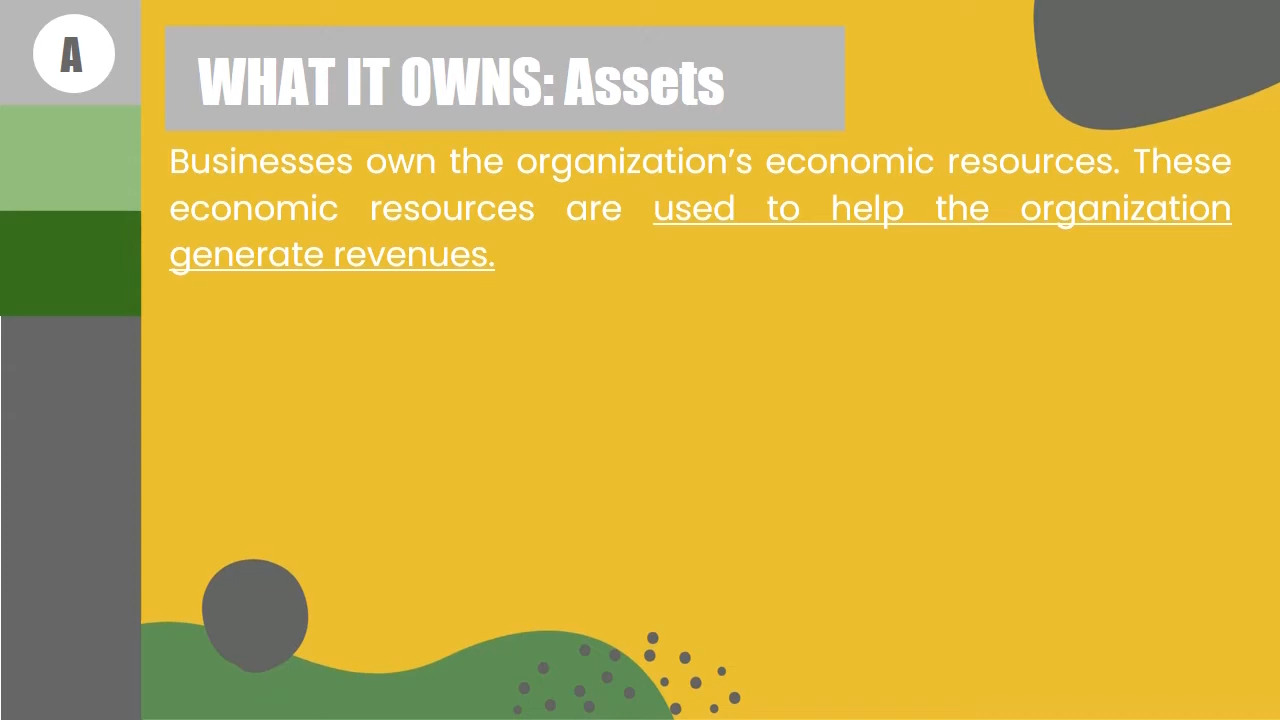 A
WHAT IT OWNS: Assets
Businesses own the organization’s economic resources. These
economic resources are used to help the organization
generate revenues.